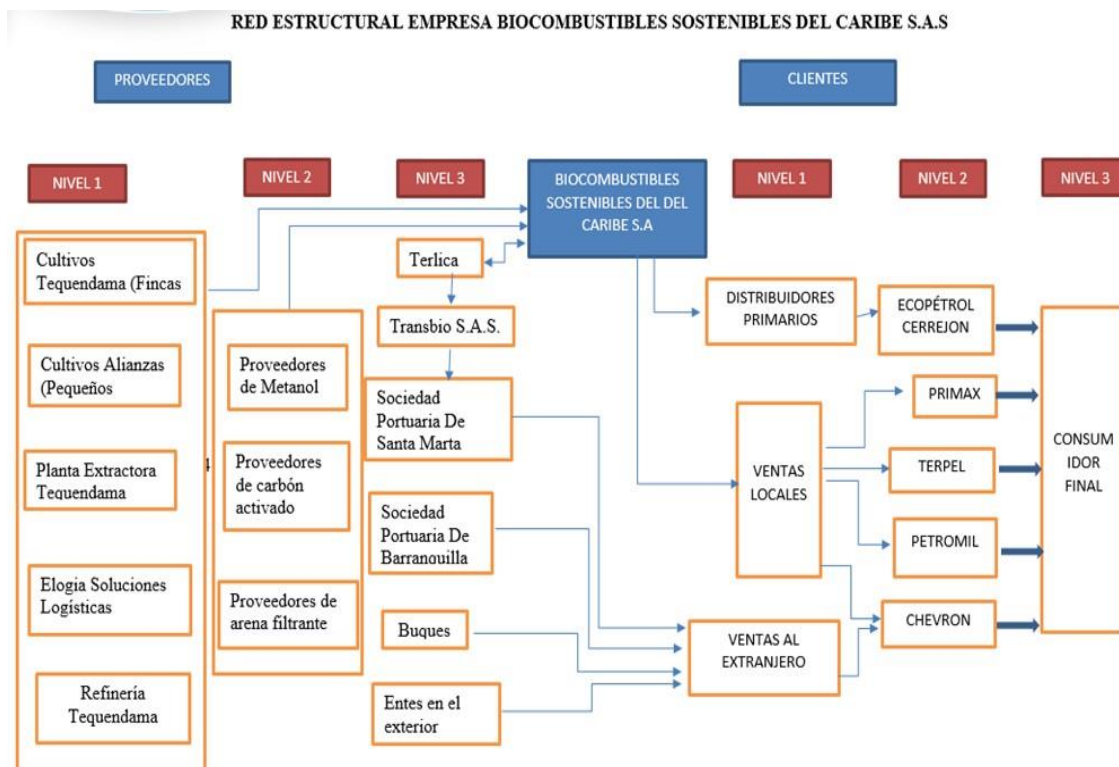 RED ESTRUCTURAL EMPRESA BIOCOMBUSTIBLES SOSTENIBLES DEL CARIBE S.A.S
PROVEEDORES
CLIENTES
NIVEL 1
NIVEL 2
NIVEL 3
BIOCOMBUSTIBLES
SOSTENIBLES DEL DEL
CARIBE S.A
NIVEL 1
NIVEL 2
NIVEL 3
Cultivos
Tequendama (Fincas
Cultivos Alianzas
(Pequeños
Planta Extractora
Tequendama
4
Elogia Soluciones
Logísticas
Refinería
Tequendama
Proveedores
de Metanol
Proveedores
de carbón
activado
Proveedores de
arena filtrante
Terlica
Transbio S.A.S.
Sociedad
Portuaria De
Santa Marta
Sociedad
Portuaria De
Barranquilla
Buques
Entes en el
exterior
DISTRIBUIDORES
PRIMARIOS
VENTAS
LOCALES
VENTAS AL
EXTRANJERO
ECOPÉTROL
CERREJON
PRIMAX
TERPEL
PETROMIL
CHEVRON
CONSUM
IDOR
FINAL